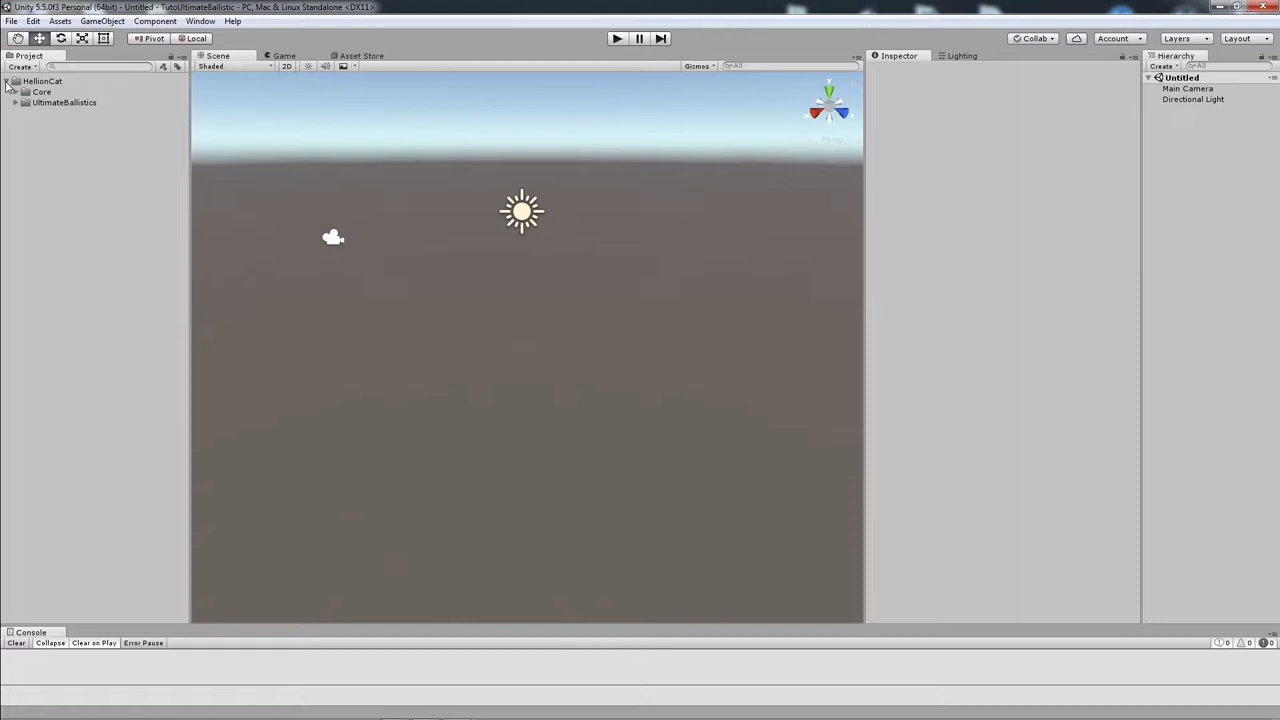 Unity 5.5.0f3 Personal (64bit) - Untitled - TutoUltimateBallistic - PC, Mac & Linux Standalone <DX11>
File Edit Assets GameObject Component Window Help
Pivot Local Collab Account Layers Layout
Project Scene Game Asset Store Inspector Lighting Hierarchy
Create Shaded 2D Gizmos All Create All
HellionCat
Core
UltimateBallistics
Untitled
Main Camera
Directional Light
y
Persp
Console
Clear Collapse Clear on Play Error Pause 0 0 0